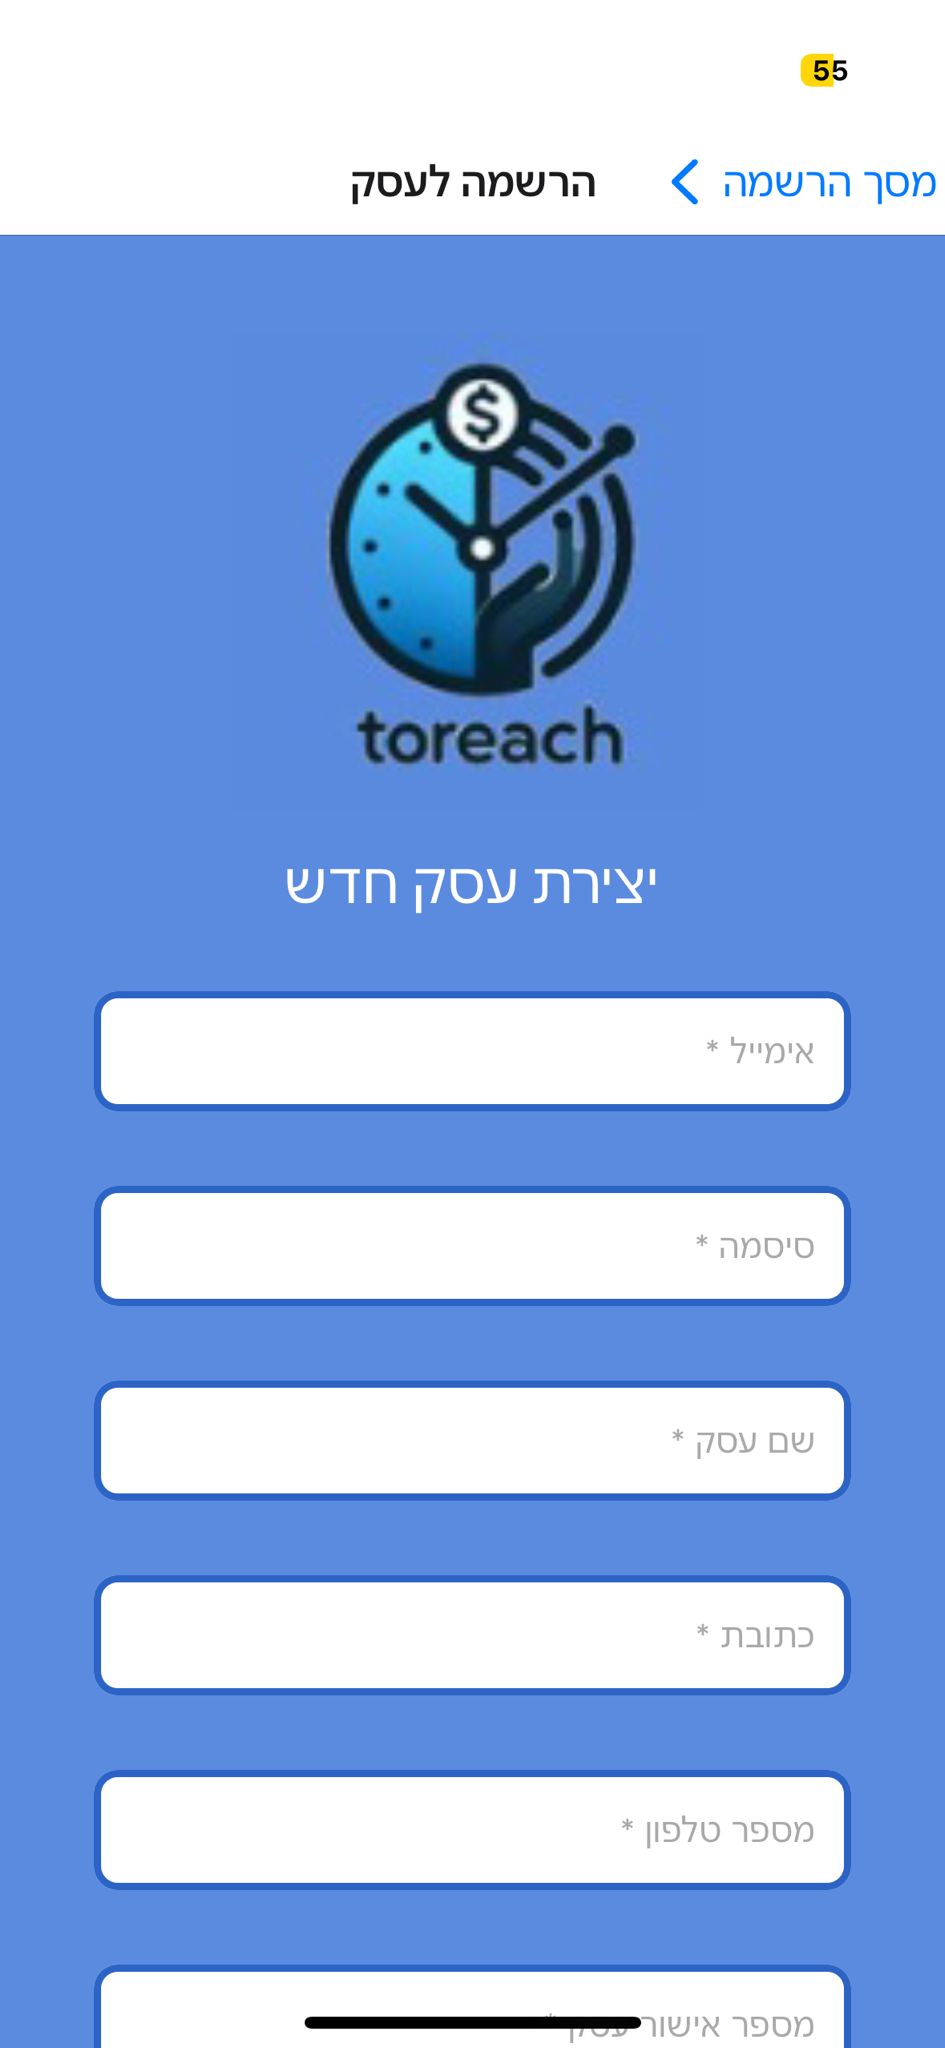 55
מסך הרשמה
הרשמה לעסק
$
toreach
יצירת עסק חדש
אימייל *
סיסמה *
שם עסק *
כתובת *
מספר טלפון *
מספר אישור עסק *